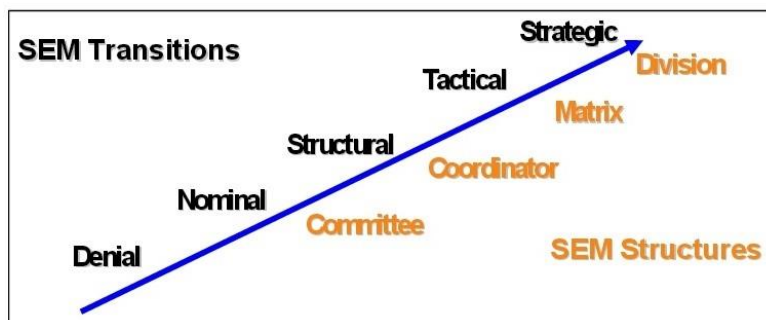 SEM Transitions
Strategic
Division
Tactical
Matrix
Structural
Coordinator
Nominal
Committee
Denial
SEM Structures